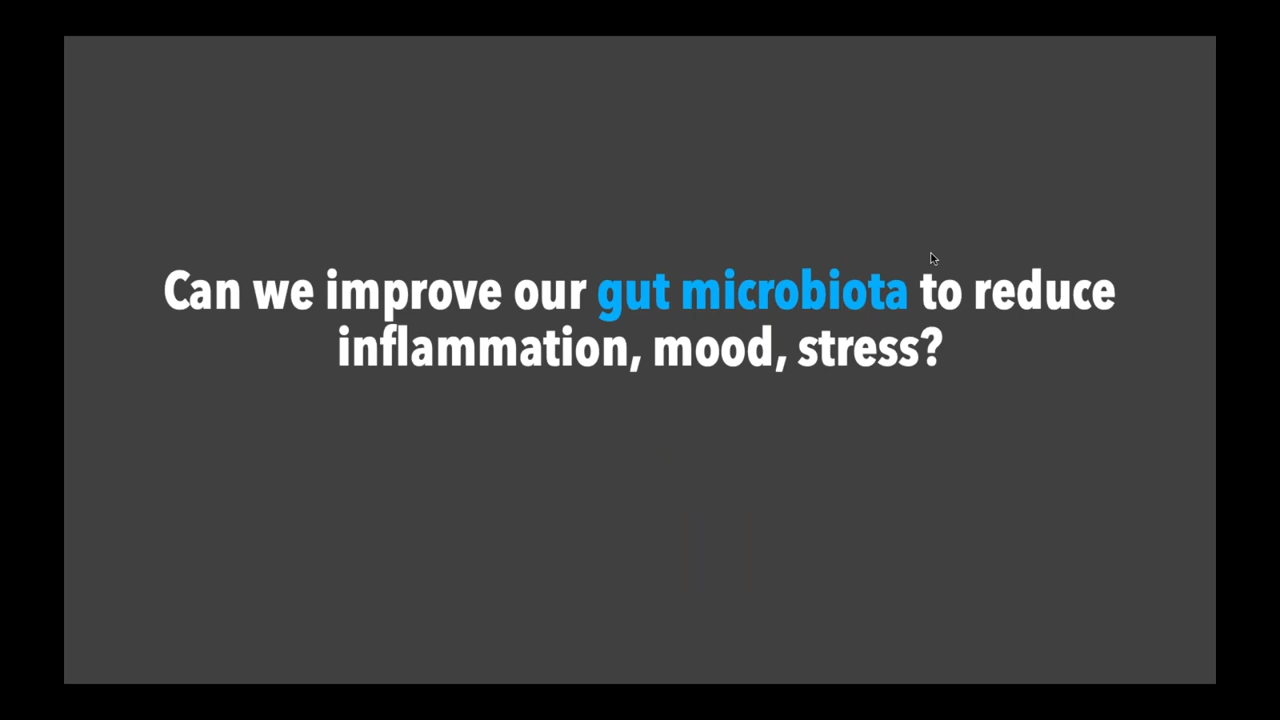 Can we improve our gut microbiota to reduce
inflammation, mood, stress?